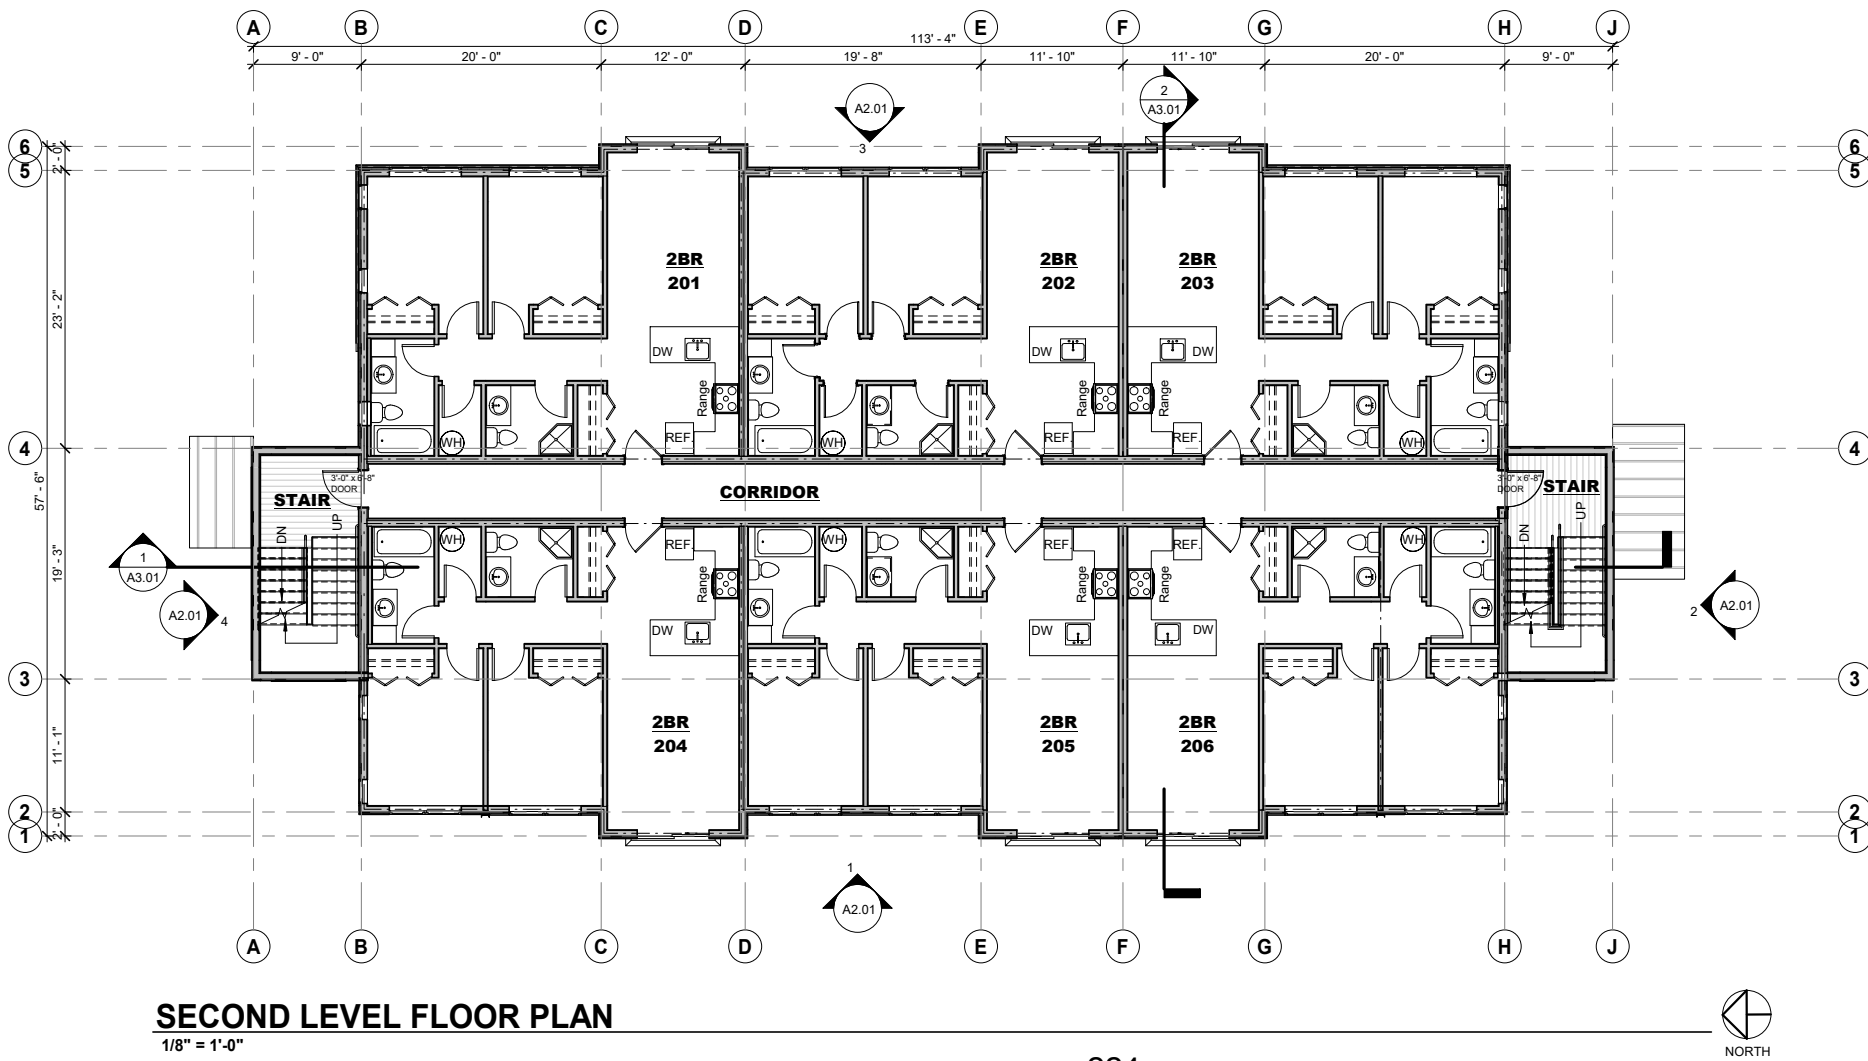 A B C D E F G H J
113' - 4"
9' - 0" 20' - 0" 12' - 0" 19' - 8" 11' - 10" 11' - 10" 20' - 0" 9' - 0"
A2.01
3
2
A3.01
6 2' - 0" 6
5 5
23' - 2"
2BR 2BR 2BR
201 202 203
DW DW DW
Range Range Range
WH REF. WH REF. REF. WH
4 4
57' - 6"
3'-0" x 6'-8" 3'-0" x 6'-8"
DOOR DOOR
STAIR CORRIDOR STAIR
DN UP DN UP
WH REF. WH REF. REF. WH
1
A3.01
19' - 3"
Range Range Range
A2.01 4
2 A2.01
DW DW DW
3 3
11' - 1"
2BR 2BR 2BR
204 205 206
2 2' - 0" 2
1 1
1
A2.01
A B C D E F G H J
SECOND LEVEL FLOOR PLAN
1/8" = 1'-0"
NORTH